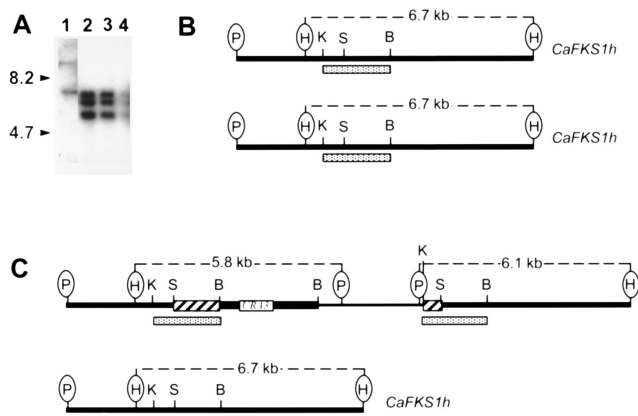 A
1 2 3 4
8.2
4.7
B
6.7 kb
P H K S B H
CaFKS1h
6.7 kb
P H K S B H
CaFKS1h
C
K
5.8 kb 6.1 kb
P H K S B B P P S B H
6.7 kb
P H K S B H
CaFKS1h